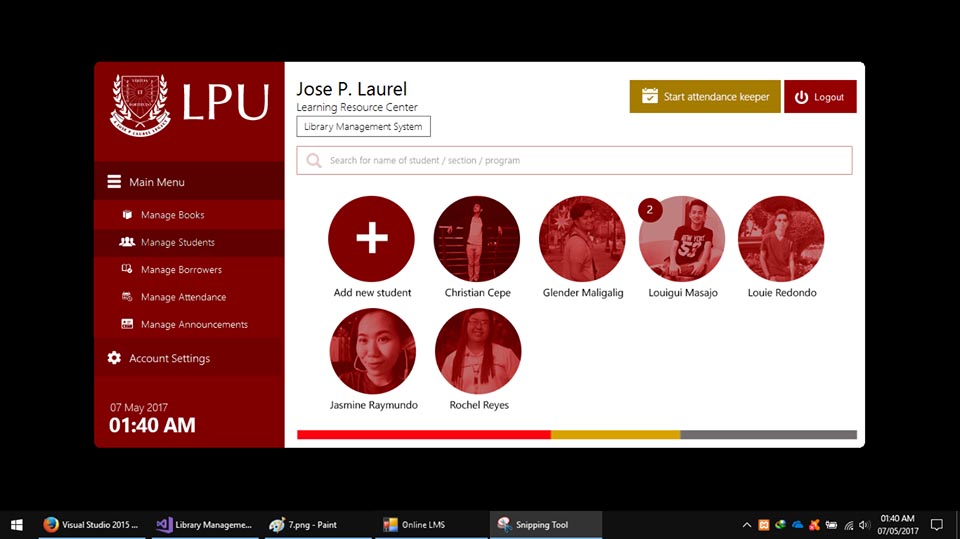 LPU
Jose P. Laurel
Learning Resource Center
Library Management System
Start attendance keeper
Logout
Search for name of student / section / program
Main Menu
Manage Books
Manage Students
Manage Borrowers
Manage Attendance
Manage Announcements
Account Settings
07 May 2017
01:40 AM
Add new student
Christian Cepe
Glender Maligalig
2
Louigui Masajo
Louie Redondo
NEW YORK
57
Jasmine Raymundo
Rochel Reyes
Visual Studio 2015 ...
Library Manageme...
7.png - Paint
Online LMS
Snipping Tool
01:40 AM
07/05/2017